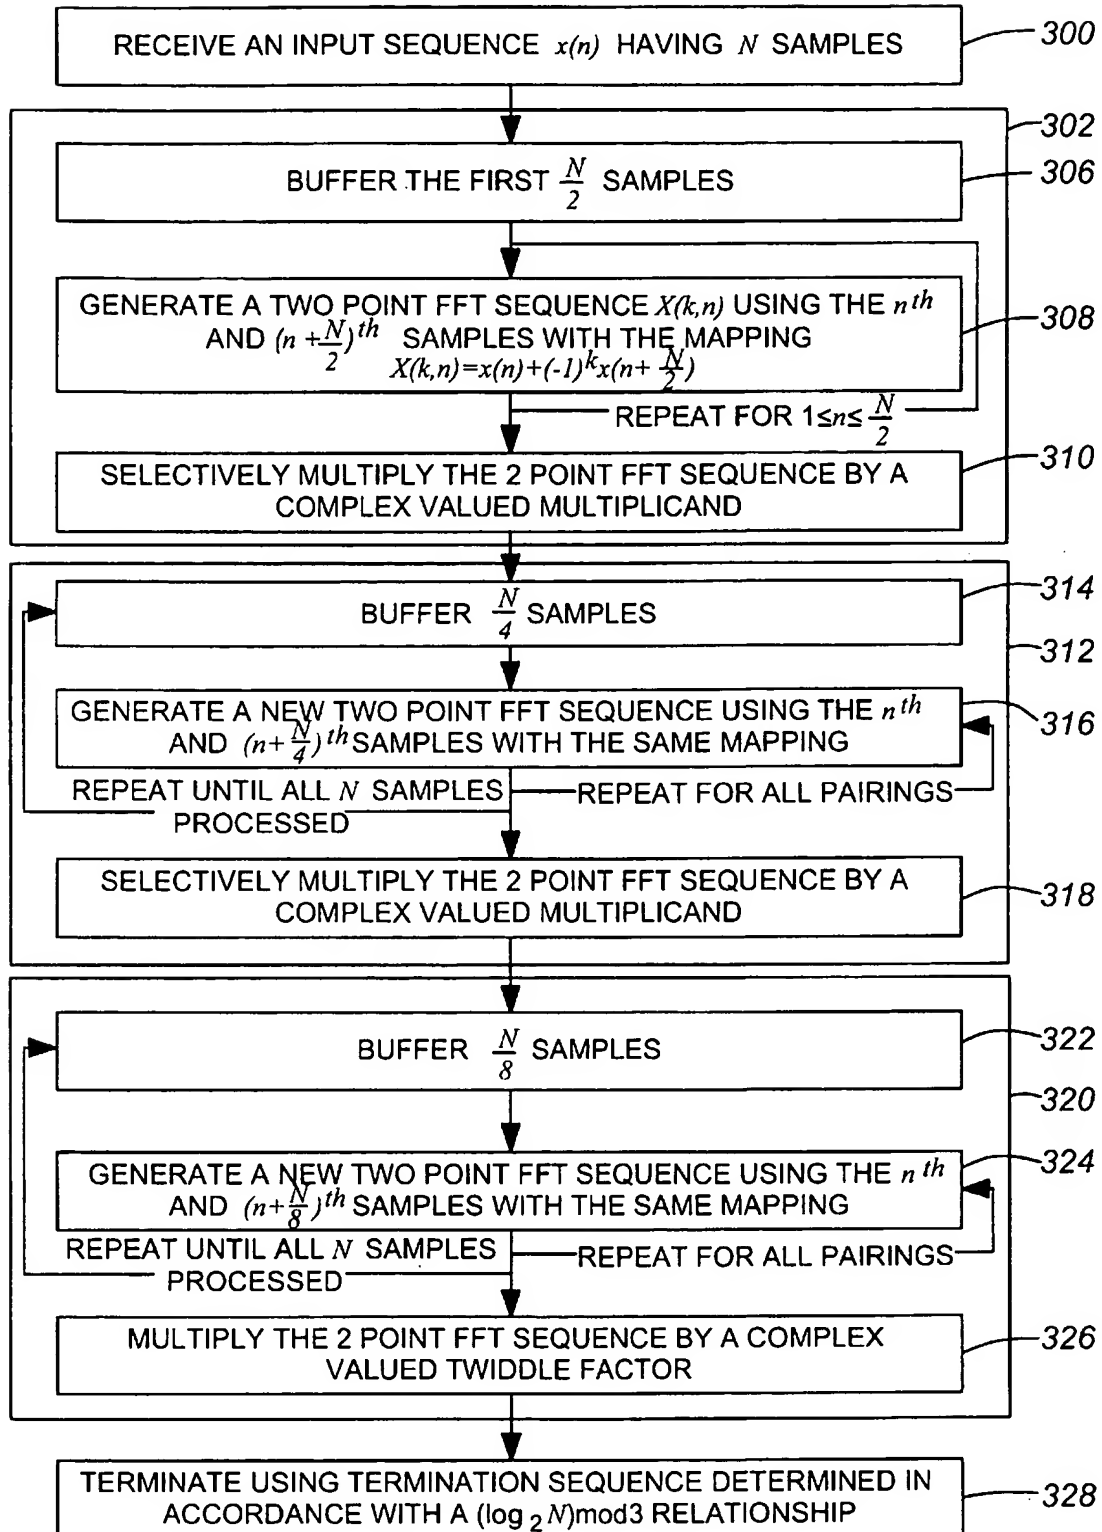 RECEIVE AN INPUT SEQUENCE x(n) HAVING N SAMPLES
300
302
BUFFER THE FIRST N/2 SAMPLES
306
GENERATE A TWO POINT FFT SEQUENCE X(k,n) USING THE n^th
AND (n+N/2)^th SAMPLES WITH THE MAPPING
X(k,n)=x(n)+(-1)^k x(n+N/2)
308
REPEAT FOR 1≤n≤N/2
SELECTIVELY MULTIPLY THE 2 POINT FFT SEQUENCE BY A
COMPLEX VALUED MULTIPLICAND
310
BUFFER N/4 SAMPLES
314
312
GENERATE A NEW TWO POINT FFT SEQUENCE USING THE n^th
AND (n+N/4)^th SAMPLES WITH THE SAME MAPPING
316
REPEAT UNTIL ALL N SAMPLES
PROCESSED
REPEAT FOR ALL PAIRINGS
SELECTIVELY MULTIPLY THE 2 POINT FFT SEQUENCE BY A
COMPLEX VALUED MULTIPLICAND
318
BUFFER N/8 SAMPLES
322
320
GENERATE A NEW TWO POINT FFT SEQUENCE USING THE n^th
AND (n+N/8)^th SAMPLES WITH THE SAME MAPPING
324
REPEAT UNTIL ALL N SAMPLES
PROCESSED
REPEAT FOR ALL PAIRINGS
MULTIPLY THE 2 POINT FFT SEQUENCE BY A COMPLEX
VALUED TWIDDLE FACTOR
326
TERMINATE USING TERMINATION SEQUENCE DETERMINED IN
ACCORDANCE WITH A (log₂N)mod3 RELATIONSHIP
328